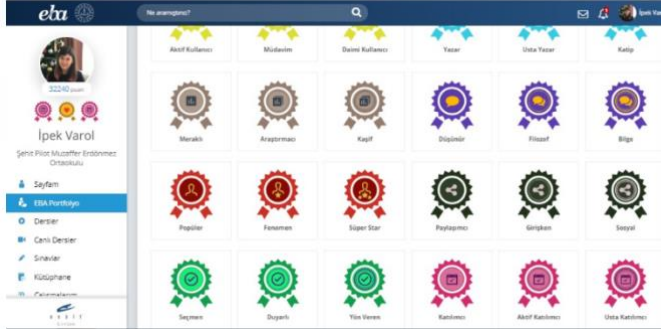 eba
Ne aramıştınız?
İpek Var
32240 puan
İpek Varol
Şehit Pilot Muzaffer Erdönmez
Ortaokulu
Sayfam
EBA Portfolyo
Dersler
Canlı Dersler
Sınavlar
Kütüphane
Çalışmalarım
Aktif Kullanıcı
Müdavim
Daimi Kullanıcı
Yazar
Usta Yazar
Katip
Meraklı
Araştırmacı
Kaşif
Düşünür
Filozof
Bilge
Popüler
Fenomen
Süper Star
Paylaşımcı
Girişken
Sosyal
Seçmen
Duyarlı
Yön Veren
Katılımcı
Aktif Katılımcı
Usta Katılımcı